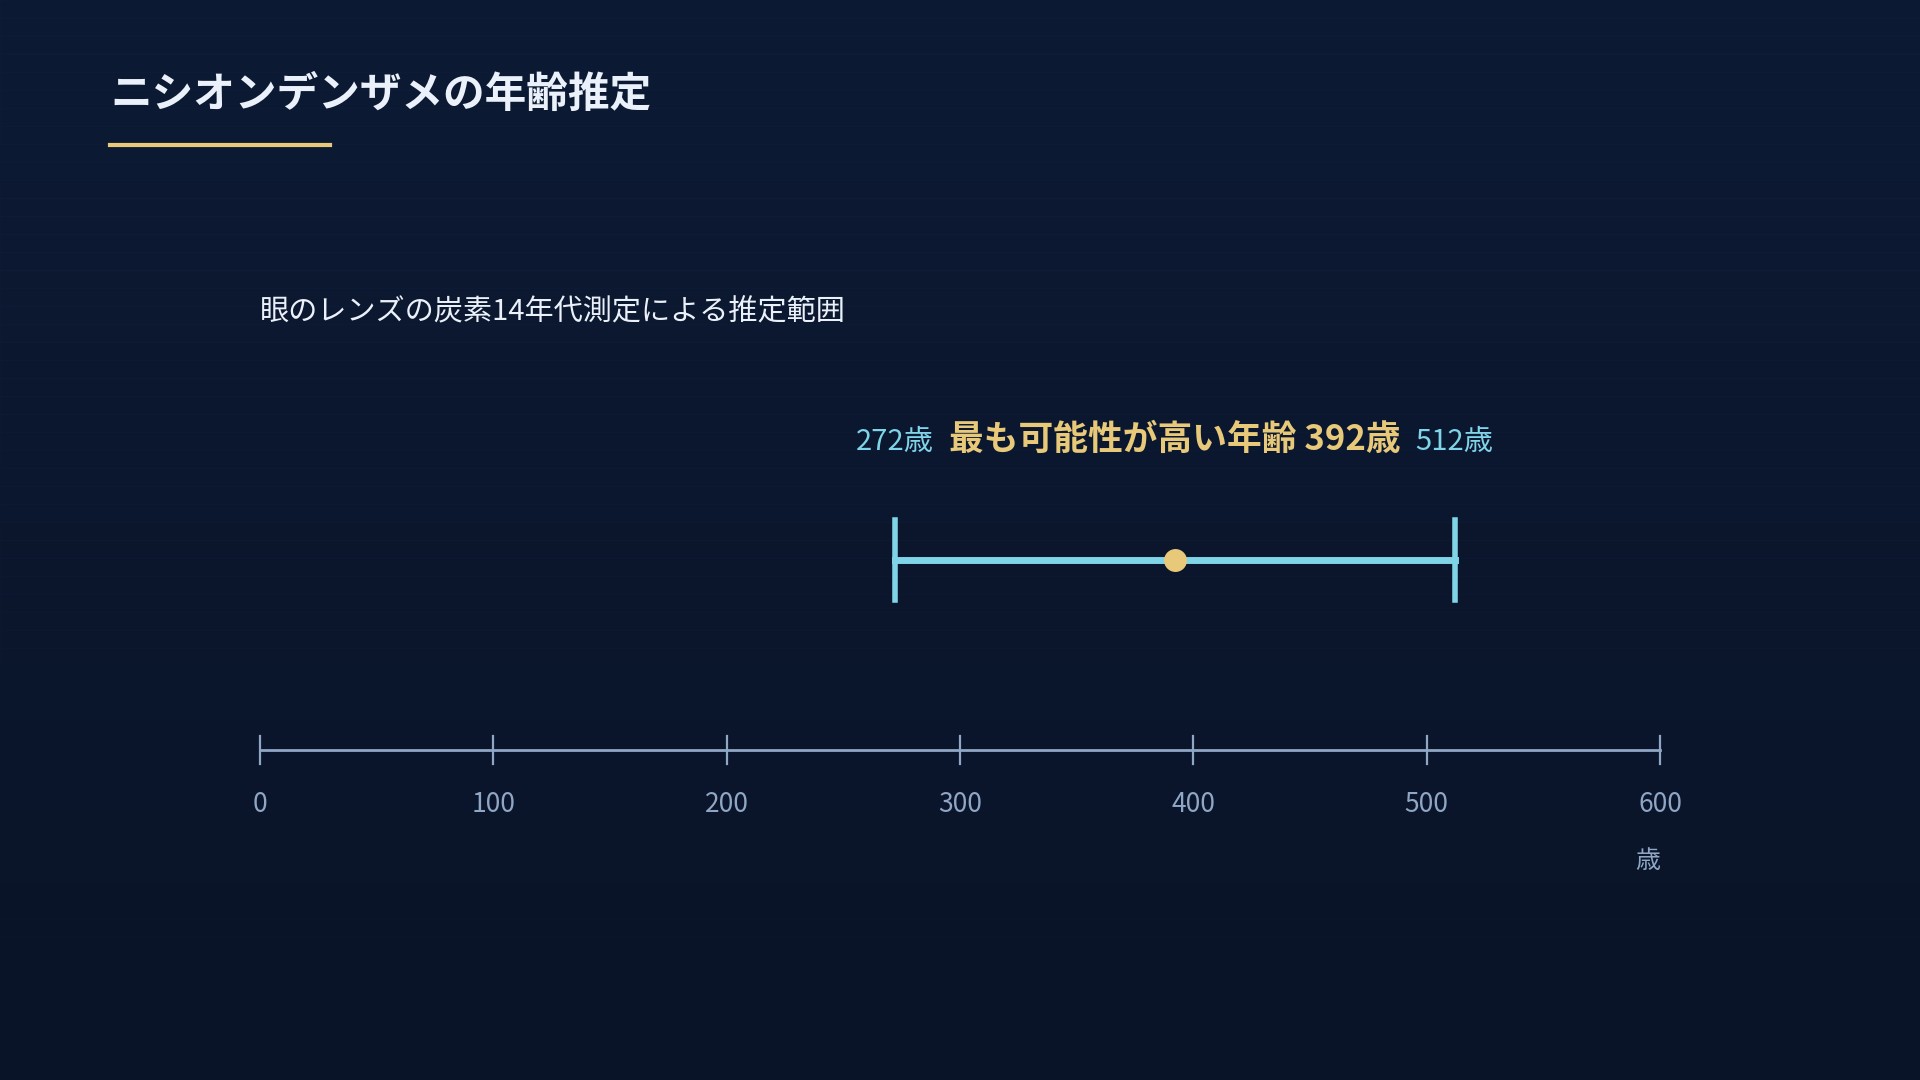 ニシオンデンザメの年齢推定
眼のレンズの炭素14年代測定による推定範囲
272歳 最も可能性が高い年齢 392歳 512歳
0 100 200 300 400 500 600
歳